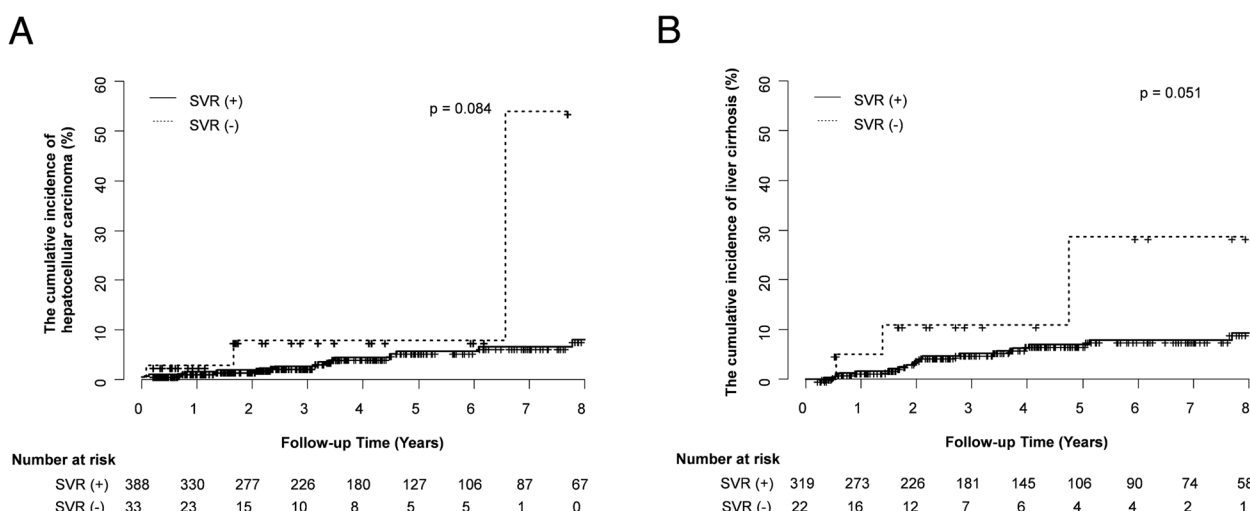 A
The cumulative incidence of
hepatocellular carcinoma (%)
60
50
40
30
20
10
0
SVR (+)
SVR (-)
p = 0.084
0 1 2 3 4 5 6 7 8
Follow-up Time (Years)
Number at risk
SVR (+) 388 330 277 226 180 127 106 87 67
SVR (-) 33 23 15 10 8 5 5 1 0
B
The cumulative incidence of liver cirrhosis (%)
60
50
40
30
20
10
0
SVR (+)
SVR (-)
p = 0.051
0 1 2 3 4 5 6 7 8
Follow-up Time (Years)
Number at risk
SVR (+) 319 273 226 181 145 106 90 74 58
SVR (-) 22 16 12 7 6 4 4 2 1